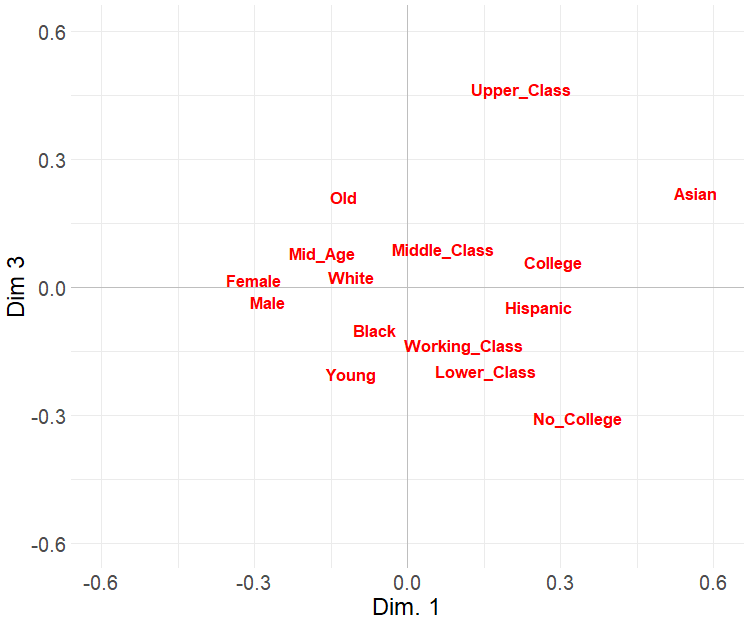 0.6
Upper_Class
0.3
Old
Asian
Mid_Age
Middle_Class
College
Dim 3
Female
White
0.0
Male
Hispanic
Black
Working_Class
Young
Lower_Class
-0.3
No_College
-0.6
-0.6 -0.3 0.0 0.3 0.6
Dim. 1